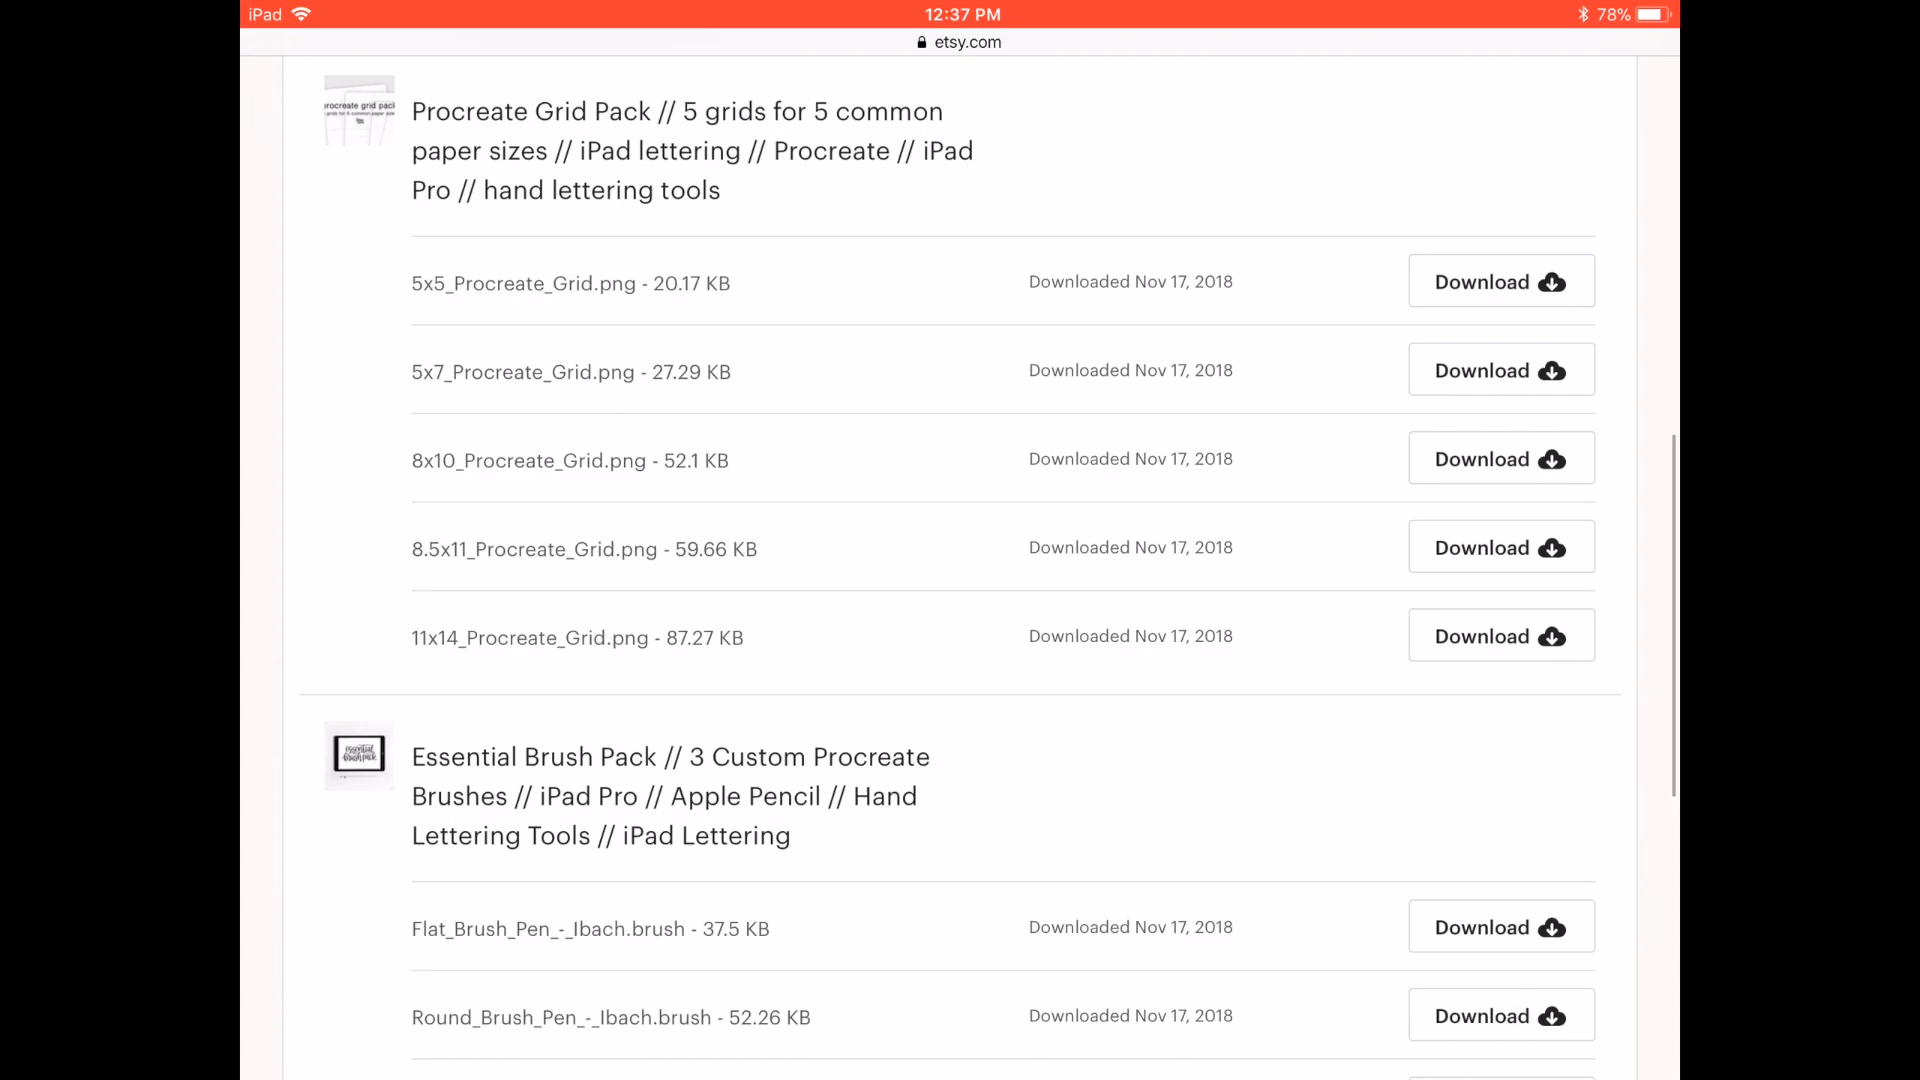 iPad 12:37 PM 78%
etsy.com
procreate grid pack
Procreate Grid Pack // 5 grids for 5 common
paper sizes // iPad lettering // Procreate // iPad
Pro // hand lettering tools
5x5_Procreate_Grid.png - 20.17 KB Downloaded Nov 17, 2018 Download
5x7_Procreate_Grid.png - 27.29 KB Downloaded Nov 17, 2018 Download
8x10_Procreate_Grid.png - 52.1 KB Downloaded Nov 17, 2018 Download
8.5x11_Procreate_Grid.png - 59.66 KB Downloaded Nov 17, 2018 Download
11x14_Procreate_Grid.png - 87.27 KB Downloaded Nov 17, 2018 Download
essential
brush pack
Essential Brush Pack // 3 Custom Procreate
Brushes // iPad Pro // Apple Pencil // Hand
Lettering Tools // iPad Lettering
Flat_Brush_Pen_-_Ibach.brush - 37.5 KB Downloaded Nov 17, 2018 Download
Round_Brush_Pen_-_Ibach.brush - 52.26 KB Downloaded Nov 17, 2018 Download